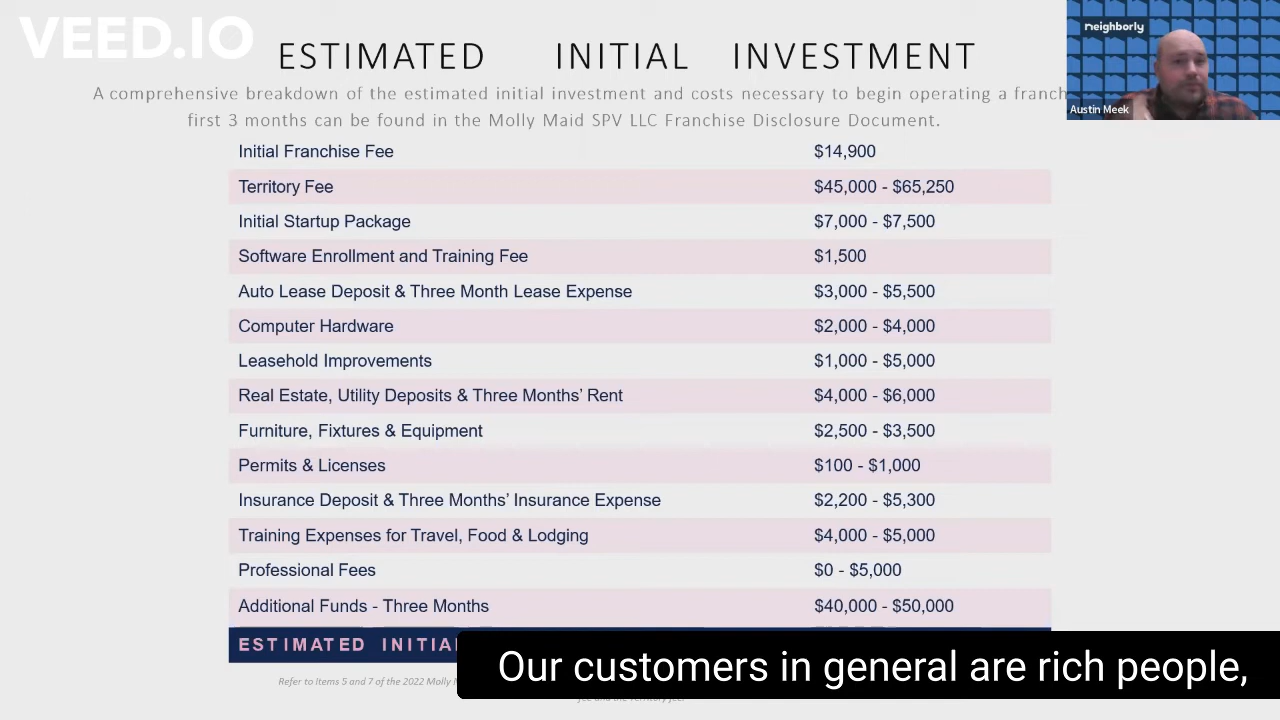 VEED.IO
ESTIMATED INITIAL INVESTMENT
A comprehensive breakdown of the estimated initial investment and costs necessary to begin operating a franch
first 3 months can be found in the Molly Maid SPV LLC Franchise Disclosure Document.
neighborly
Austin Meek
Initial Franchise Fee $14,900
Territory Fee $45,000 - $65,250
Initial Startup Package $7,000 - $7,500
Software Enrollment and Training Fee $1,500
Auto Lease Deposit & Three Month Lease Expense $3,000 - $5,500
Computer Hardware $2,000 - $4,000
Leasehold Improvements $1,000 - $5,000
Real Estate, Utility Deposits & Three Months' Rent $4,000 - $6,000
Furniture, Fixtures & Equipment $2,500 - $3,500
Permits & Licenses $100 - $1,000
Insurance Deposit & Three Months' Insurance Expense $2,200 - $5,300
Training Expenses for Travel, Food & Lodging $4,000 - $5,000
Professional Fees $0 - $5,000
Additional Funds - Three Months $40,000 - $50,000
ESTIMATED INITIA
Refer to Items 5 and 7 of the 2022 Molly
Our customers in general are rich people,